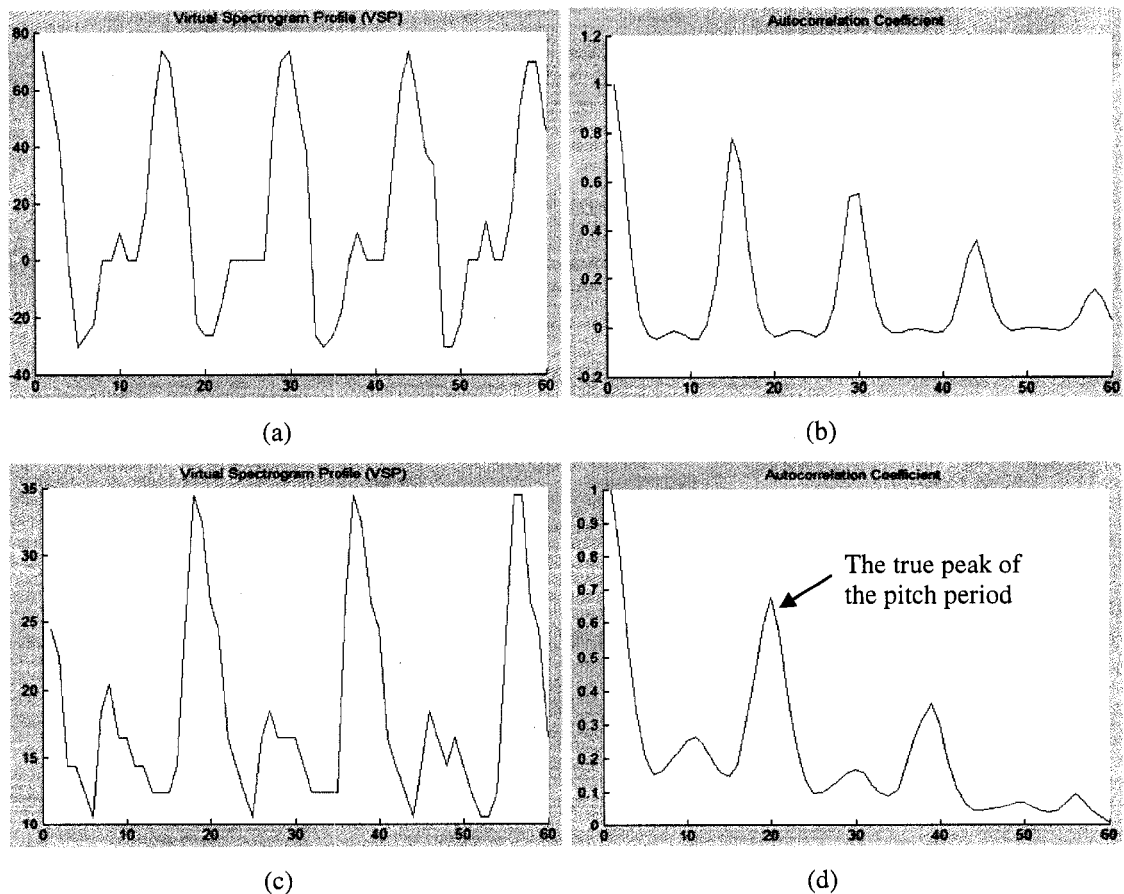 Virtual Spectrogram Profile (VSP)
80
60
40
20
0
-20
-40
0 10 20 30 40 50 60
(a)
Autocorrelation Coefficient
1.2
1
0.8
0.6
0.4
0.2
0
-0.2
0 10 20 30 40 50 60
(b)
Virtual Spectrogram Profile (VSP)
35
30
25
20
15
10
0 10 20 30 40 50 60
(c)
Autocorrelation Coefficient
1
0.9
0.8
0.7
0.6
0.5
0.4
0.3
0.2
0.1
0
0 10 20 30 40 50 60
The true peak of
the pitch period
(d)